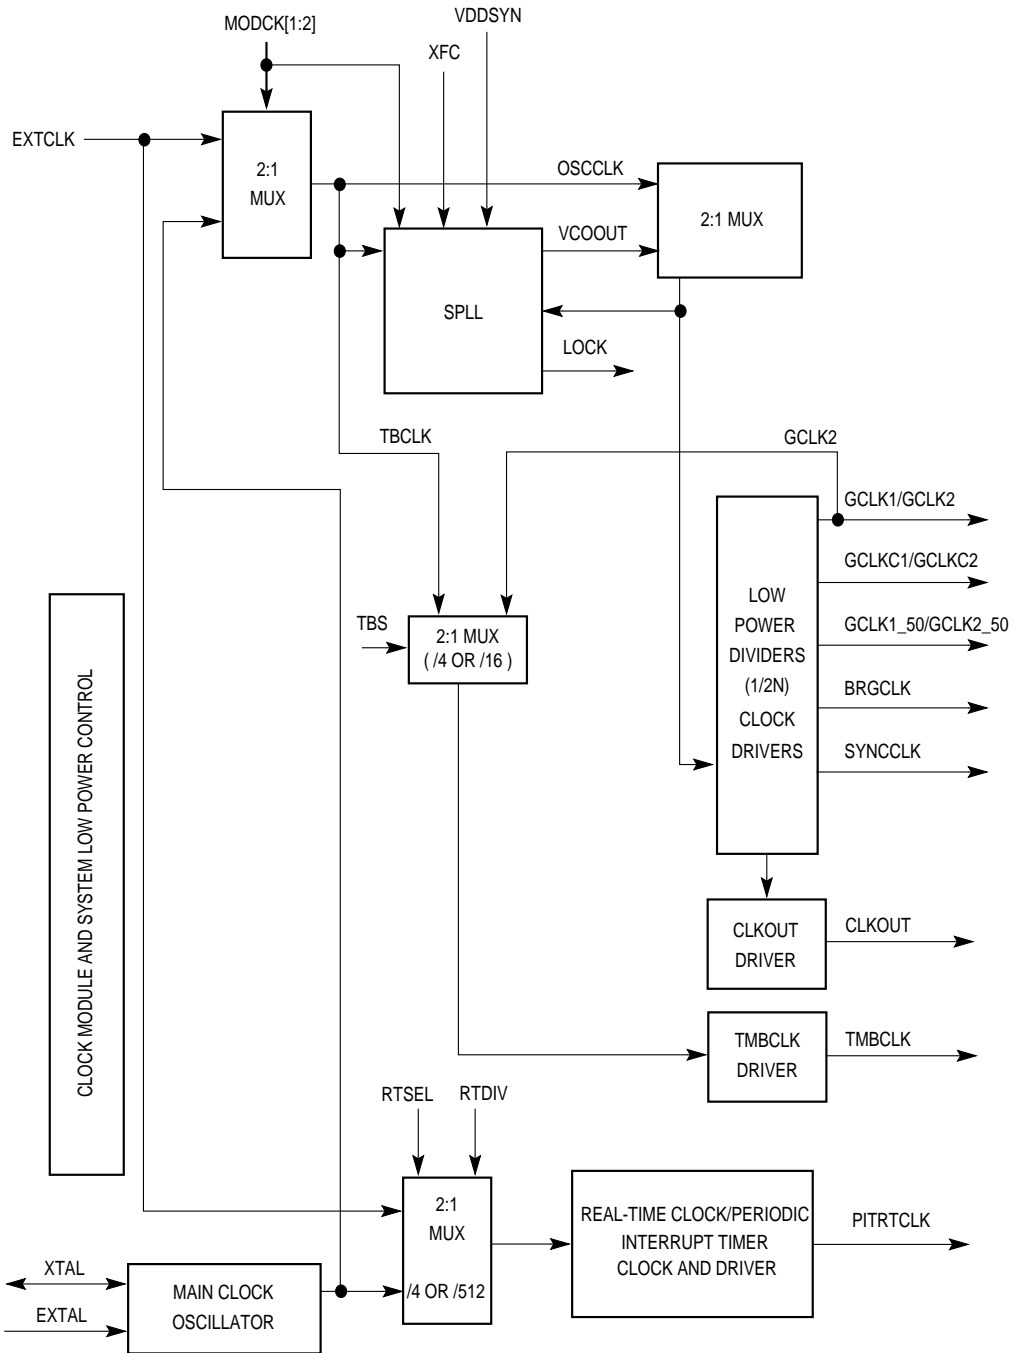 VDDSYN
MODCK[1:2]
XFC
EXTCLK
2:1
MUX
OSCCLK
2:1 MUX
VCOOUT
SPLL
LOCK
TBCLK
GCLK2
GCLK1/GCLK2
GCLKC1/GCLKC2
LOW
POWER
DIVIDERS
(1/2N)
CLOCK
DRIVERS
GCLK1_50/GCLK2_50
TBS
2:1 MUX
( /4 OR /16 )
BRGCLK
SYNCCLK
CLOCK MODULE AND SYSTEM LOW POWER CONTROL
CLKOUT
DRIVER
CLKOUT
TMBCLK
DRIVER
TMBCLK
RTSEL
RTDIV
2:1
MUX
/4 OR /512
REAL-TIME CLOCK/PERIODIC
INTERRUPT TIMER
CLOCK AND DRIVER
PITRTCLK
XTAL
MAIN CLOCK
OSCILLATOR
EXTAL